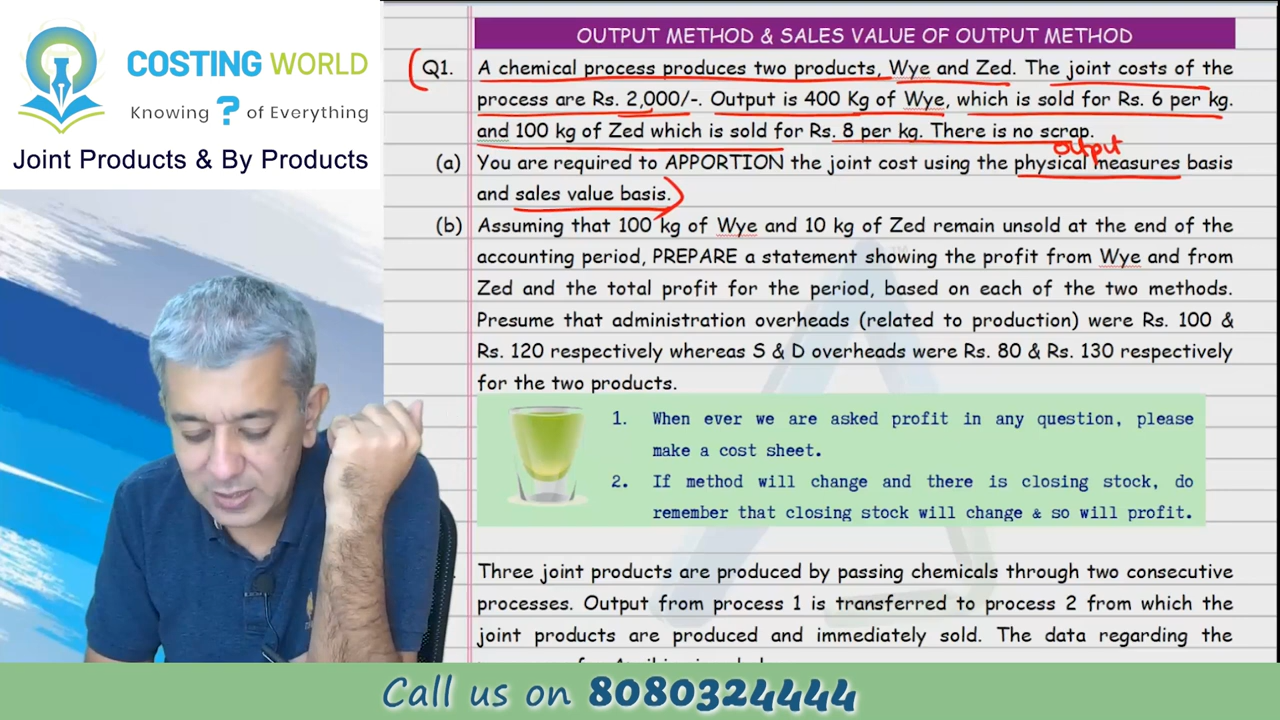 COSTING WORLD
Knowing ? of Everything
Joint Products & By Products
OUTPUT METHOD & SALES VALUE OF OUTPUT METHOD
Q1. A chemical process produces two products, Wye and Zed. The joint costs of the
process are Rs. 2,000/-. Output is 400 Kg of Wye, which is sold for Rs. 6 per kg.
and 100 kg of Zed which is sold for Rs. 8 per kg. There is no scrap.
output
(a) You are required to APPORTION the joint cost using the physical measures basis
and sales value basis.
(b) Assuming that 100 kg of Wye and 10 kg of Zed remain unsold at the end of the
accounting period, PREPARE a statement showing the profit from Wye and from
Zed and the total profit for the period, based on each of the two methods.
Presume that administration overheads (related to production) were Rs. 100 &
Rs. 120 respectively whereas S & D overheads were Rs. 80 & Rs. 130 respectively
for the two products.
1. When ever we are asked profit in any question, please
make a cost sheet.
2. If method will change and there is closing stock, do
remember that closing stock will change & so will profit.
Three joint products are produced by passing chemicals through two consecutive
processes. Output from process 1 is transferred to process 2 from which the
joint products are produced and immediately sold. The data regarding the
Call us on 8080324444